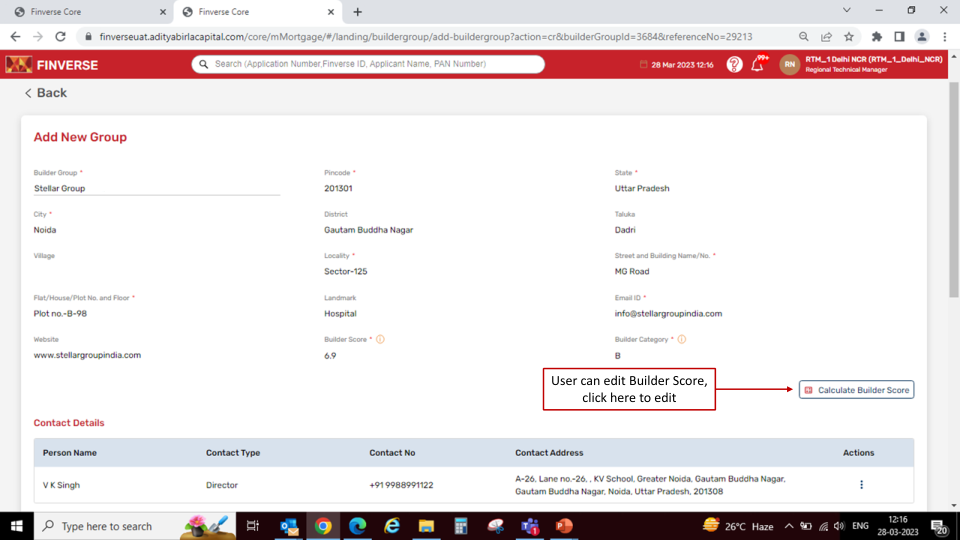 Finverse Core
Finverse Core
finverseuat.adityabirlacapital.com/core/mMortgage/#/landing/buildergroup/add-buildergroup?action=cr&builderGroupId=3684&referenceNo=29213
FINVERSE
Search (Application Number,Finverse ID, Applicant Name, PAN Number)
28 Mar 2023 12:16
99+
RN
RTM_1 Delhi NCR (RTM_1_Delhi_NCR)
Regional Technical Manager
< Back
Add New Group
Builder Group *
Pincode *
State *
Stellar Group
201301
Uttar Pradesh
City *
District
Taluka
Noida
Gautam Buddha Nagar
Dadri
Village
Locality *
Street and Building Name/No. *
Sector-125
MG Road
Flat/House/Plot No. and Floor *
Landmark
Email ID *
Plot no.-B-98
Hospital
info@stellargroupindia.com
Website
Builder Score *
Builder Category *
www.stellargroupindia.com
6.9
B
User can edit Builder Score,
click here to edit
Calculate Builder Score
Contact Details
Person Name
Contact Type
Contact No
Contact Address
Actions
V K Singh
Director
+91 9988991122
A-26, Lane no.-26, , KV School, Greater Noida, Gautam Buddha Nagar,
Gautam Buddha Nagar, Noida, Uttar Pradesh, 201308
Type here to search
26°C Haze
ENG
12:16
28-03-2023
20